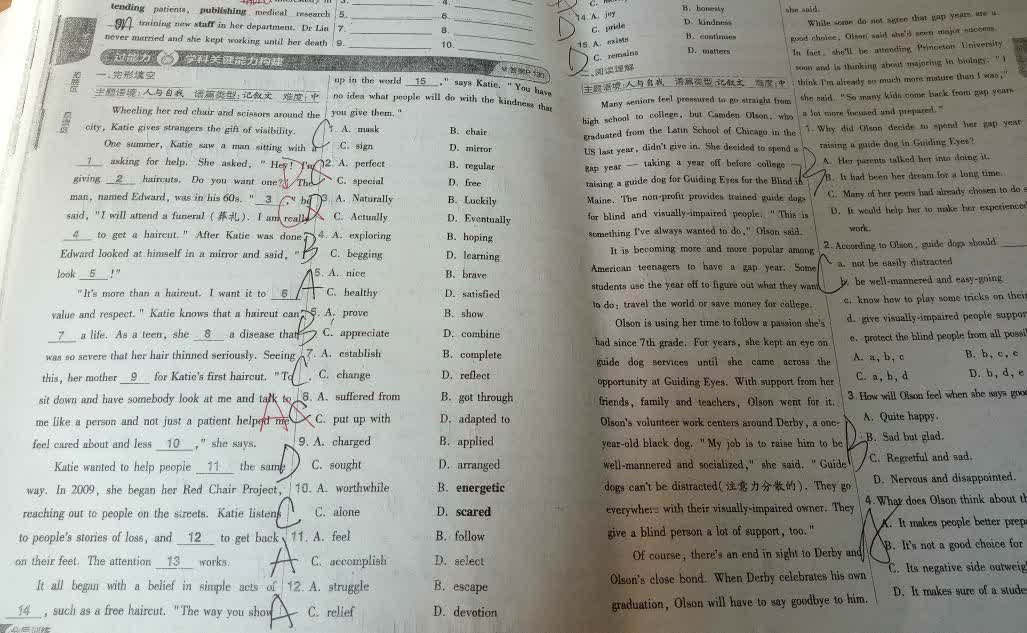 tending patients, publishing medical research
training new staff in her department. Dr Lin
never married and she kept working until her death
5.
7.
9.
4.
6.
8.
10.
过能力 学科关键能力构建
一、完形填空
主题语境:人与自我 语篇类型:记叙文 难度:中
Wheeling her red chair and scissors around the
city, Katie gives strangers the gift of visibility.
One summer, Katie saw a man sitting with a
1 asking for help. She asked, "Hey! I'm
giving 2 haircuts. Do you want one?" The
man, named Edward, was in his 60s. " 3 " he
said, "I will attend a funeral (葬礼). I am really
4 to get a haircut." After Katie was done,
Edward looked at himself in a mirror and said, "I
look 5 !"
"It's more than a haircut. I want it to 6
value and respect." Katie knows that a haircut can
7 a life. As a teen, she 8 a disease that
was so severe that her hair thinned seriously. Seeing
this, her mother 9 for Katie's first haircut. "To
sit down and have somebody look at me and talk to
me like a person and not just a patient helped me
feel cared about and less 10 ," she says.
Katie wanted to help people 11 the same
way. In 2009, she began her Red Chair Project,
reaching out to people on the streets. Katie listens
to people's stories of loss, and 12 to get back
on their feet. The attention 13 works.
It all began with a belief in simple acts of
14 , such as a free haircut. "The way you show
up in the world 15 ," says Katie. "You have
no idea what people will do with the kindness that
you give them."
1. A. mask B. chair
C. sign D. mirror
2. A. perfect B. regular
C. special D. free
3. A. Naturally B. Luckily
C. Actually D. Eventually
4. A. exploring B. hoping
C. begging D. learning
5. A. nice B. brave
C. healthy D. satisfied
6. A. prove B. show
C. appreciate D. combine
7. A. establish B. complete
C. change D. reflect
8. A. suffered from B. got through
C. put up with D. adapted to
9. A. charged B. applied
C. sought D. arranged
10. A. worthwhile B. energetic
C. alone D. scared
11. A. feel B. follow
C. accomplish D. select
12. A. struggle B. escape
C. relief D. devotion
14. A. joy B. honesty
C. pride D. kindness
15. A. exists B. continues
C. remains D. matters
二、阅读理解
主题语境:人与自我 语篇类型:记叙文 难度:中
Many seniors feel pressured to go straight from
high school to college, but Camden Olson, who
graduated from the Latin School of Chicago in the
US last year, didn't give in. She decided to spend a
gap year — taking a year off before college —
raising a guide dog for Guiding Eyes for the Blind in
Maine. The non-profit provides trained guide dogs
for blind and visually-impaired people. "This is
something I've always wanted to do," Olson said.
It is becoming more and more popular among
American teenagers to have a gap year. Some
students use the year off to figure out what they want
to do; travel the world or save money for college.
Olson is using her time to follow a passion she's
had since 7th grade. For years, she kept an eye on
guide dog services until she came across the
opportunity at Guiding Eyes. With support from her
friends, family and teachers, Olson went for it.
Olson's volunteer work centers around Derby, a one-
year-old black dog. "My job is to raise him to be
well-mannered and socialized," she said. "Guide
dogs can't be distracted(注意力分散的). They go
everywhere with their visually-impaired owner. They
give a blind person a lot of support, too."
Of course, there's an end in sight to Derby and
Olson's close bond. When Derby celebrates his own
graduation, Olson will have to say goodbye to him.
she said.
While some do not agree that gap years are a
good choice, Olson said she'd seen major success.
In fact, she'll be attending Princeton University
soon and is thinking about majoring in biology. "I
think I'm already so much more mature than I was,"
she said. "So many kids come back from gap years
a lot more focused and prepared."
1. Why did Olson decide to spend her gap year
raising a guide dog in Guiding Eyes?
A. Her parents talked her into doing it.
B. It had been her dream for a long time.
C. Many of her peers had already chosen to do s
D. It would help her to make her experience
work.
2. According to Olson, guide dogs should
a. not be easily distracted
b. be well-mannered and easy-going
c. know how to play some tricks on their
d. give visually-impaired people suppor
e. protect the blind people from all possi
A. a, b, c B. b, c, e
C. a, b, d D. b, d, e
3. How will Olson feel when she says good
A. Quite happy.
B. Sad but glad.
C. Regretful and sad.
D. Nervous and disappointed.
4. What does Olson think about th
A. It makes people better prep
B. It's not a good choice for
C. Its negative side outweig
D. It makes sure of a stude